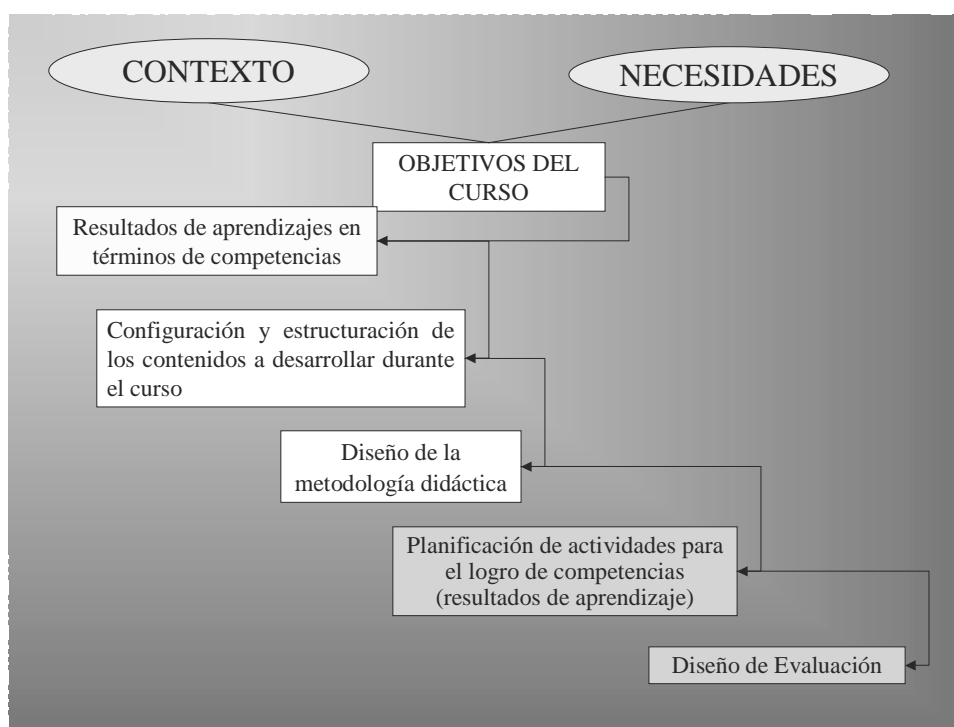 CONTEXTO
NECESIDADES
OBJETIVOS DEL
CURSO
Resultados de aprendizajes en
términos de competencias
Configuración y estructuración de
los contenidos a desarrollar durante
el curso
Diseño de la
metodología didáctica
Planificación de actividades para
el logro de competencias
(resultados de aprendizaje)
Diseño de Evaluación